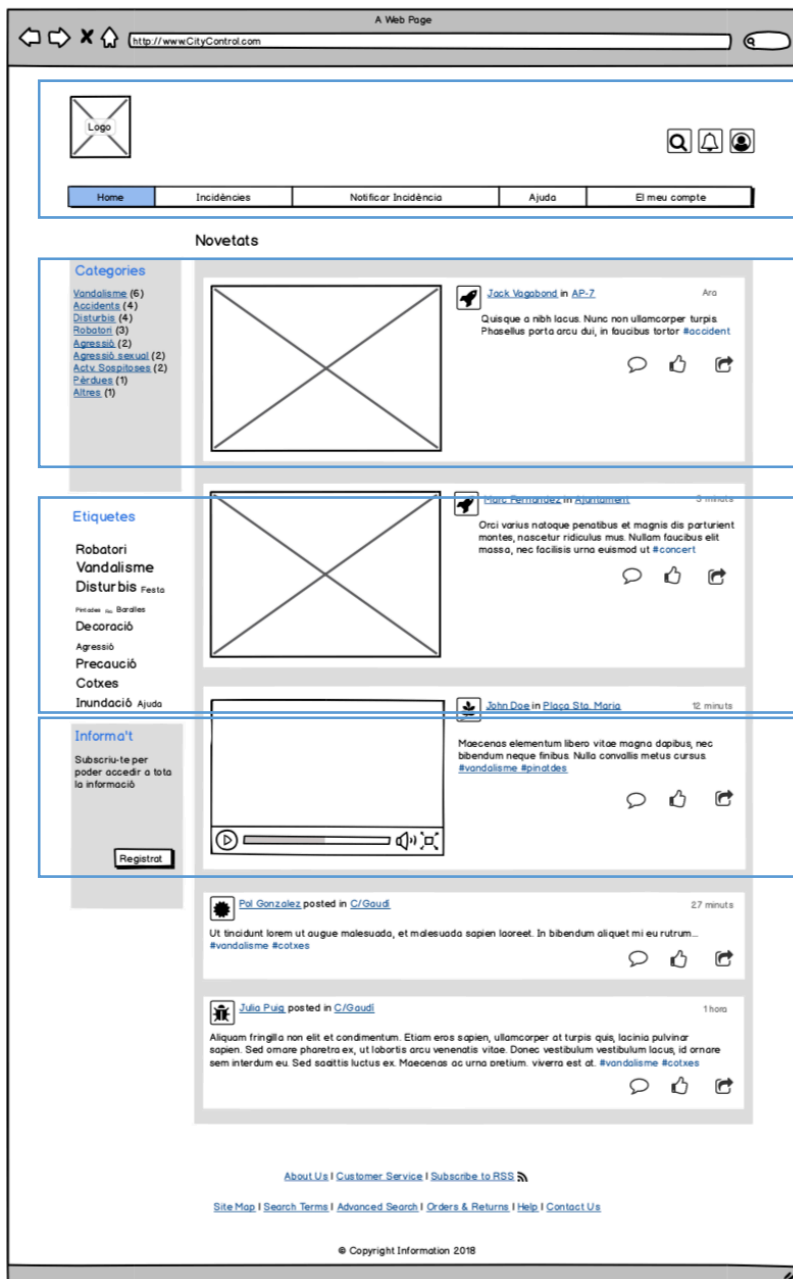 A Web Page
http://www.CityControl.com
Logo
Home Incidències Notificar Incidència Ajuda El meu compte
Novetats
Categories
Vandalisme (6)
Accidents (4)
Disturbis (4)
Robatori (3)
Agressió (2)
Agressió sexual (2)
Actv. Sospitoses (2)
Pèrdues (1)
Altres (1)
Etiquetes
Robatori
Vandalisme
Disturbis Festa
Pintades Baralles
Decoració
Agressió
Precaució
Cotxes
Inundació Ajuda
Informa't
Subscriu-te per
poder accedir a tota
la informació
Registrat
Jack Vagabond in AP-7 Ara
Quisque a nibh lacus. Nunc non ullamcorper turpis.
Phasellus porta arcu dui, in faucibus tortor #accident
Marc Fernandez in Ajuntament 3 minuts
Orci varius natoque penatibus et magnis dis parturient
montes, nascetur ridiculus mus. Nullam faucibus elit
massa, nec facilisis urna euismod ut #concert
John Doe in Plaça Sta. Maria 12 minuts
Maecenas elementum libero vitae magna dapibus, nec
bibendum neque finibus. Nulla convallis metus cursus.
#vandalisme #pinatdes
Pol Gonzalez posted in C/Gaudí 27 minuts
Ut tincidunt lorem ut augue malesuada, et malesuada sapien laoreet. In bibendum aliquet mi eu rutrum...
#vandalisme #cotxes
Julia Puig posted in C/Gaudí 1 hora
Aliquam fringilla non elit et condimentum. Etiam eros sapien, ullamcorper at turpis quis, lacinia pulvinar
sapien. Sed ornare pharetra ex, ut lobortis arcu venenatis vitae. Donec vestibulum vestibulum lacus, id ornare
sem interdum eu. Sed sagittis luctus ex. Maecenas ac urna pretium, viverra est at. #vandalisme #cotxes
About Us | Customer Service | Subscribe to RSS
Site Map | Search Terms | Advanced Search | Orders & Returns | Help | Contact Us
© Copyright Information 2018